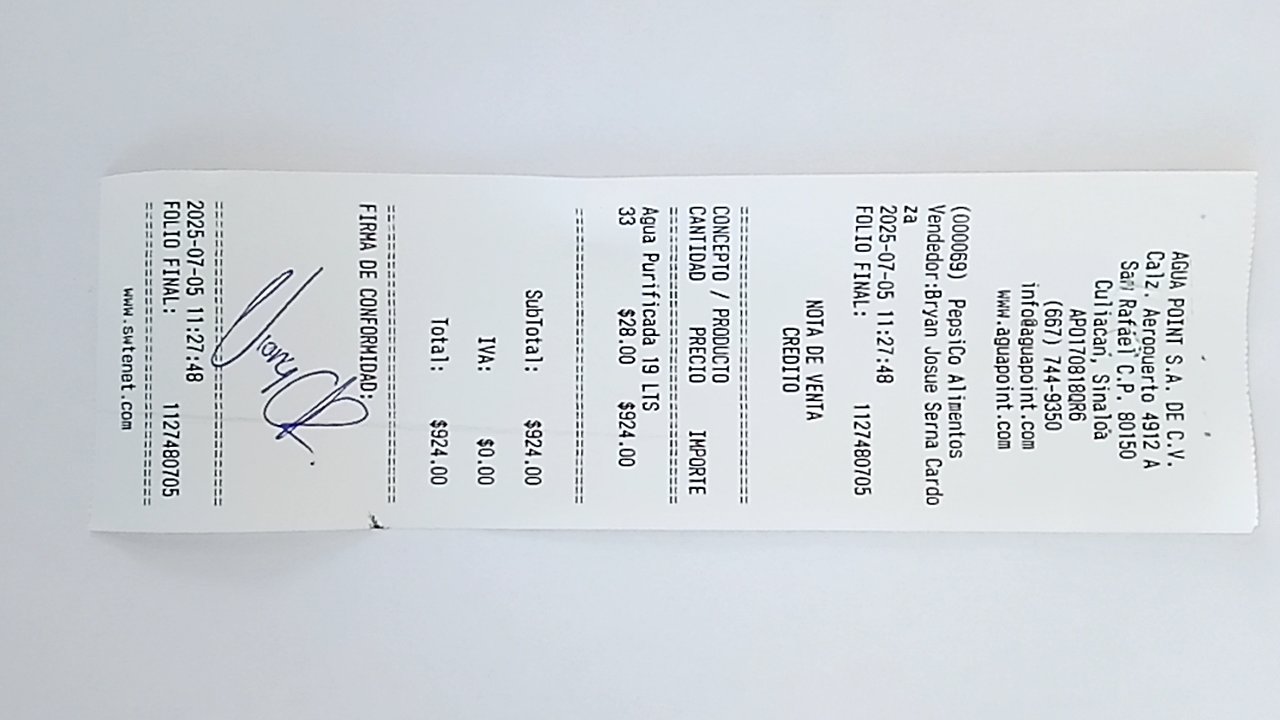 AGUA POINT S.A. DE C.V.
Calz. Aeropuerto 4912 A
San Rafael C.P. 80150
Culiacan, Sinaloa
APO170818QR6
(667) 744-9350
info@aguapoint.com
www.aguapoint.com
(000069) PepsiCo Alimentos
Vendedor:Bryan Josue Serna Cardo
za
2025-07-05 11:27:48
FOLIO FINAL: 1127480705
NOTA DE VENTA
CREDITO
================================
CONCEPTO / PRODUCTO
CANTIDAD PRECIO IMPORTE
================================
Agua Purificada 19 LTS
33 $28.00 $924.00
================================
SubTotal: $924.00
IVA: $0.00
Total: $924.00
================================
FIRMA DE CONFORMIDAD:
================================
2025-07-05 11:27:48
FOLIO FINAL: 1127480705
================================
www.swtenet.com